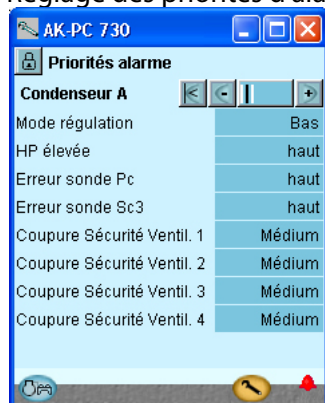 Réglage des priorités d'ala
AK-PC 730
Priorités alarme
Condenseur A
Mode régulation Bas
HP élevée haut
Erreur sonde Pc haut
Erreur sonde Sc3 haut
Coupure Sécurité Ventil. 1 Médium
Coupure Sécurité Ventil. 2 Médium
Coupure Sécurité Ventil. 3 Médium
Coupure Sécurité Ventil. 4 Médium